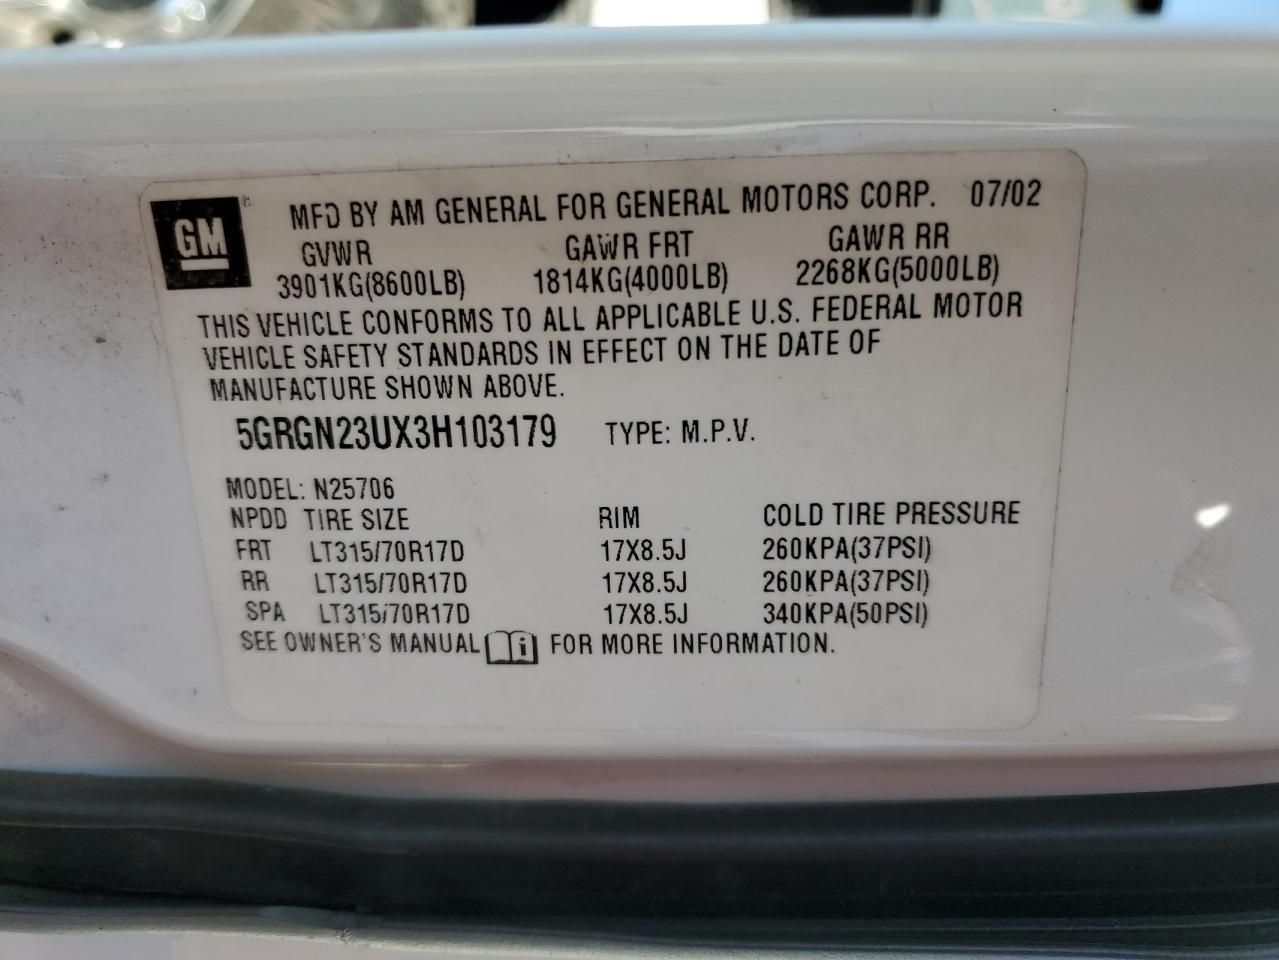 GM ® MFD BY AM GENERAL FOR GENERAL MOTORS CORP. 07/02
GVWR GAWR FRT GAWR RR
3901KG(8600LB) 1814KG(4000LB) 2268KG(5000LB)
THIS VEHICLE CONFORMS TO ALL APPLICABLE U.S. FEDERAL MOTOR
VEHICLE SAFETY STANDARDS IN EFFECT ON THE DATE OF
MANUFACTURE SHOWN ABOVE.
5GRGN23UX3H103179 TYPE: M.P.V.
MODEL: N25706
NPDD TIRE SIZE RIM COLD TIRE PRESSURE
FRT LT315/70R17D 17X8.5J 260KPA(37PSI)
RR LT315/70R17D 17X8.5J 260KPA(37PSI)
SPA LT315/70R17D 17X8.5J 340KPA(50PSI)
SEE OWNER'S MANUAL i FOR MORE INFORMATION.